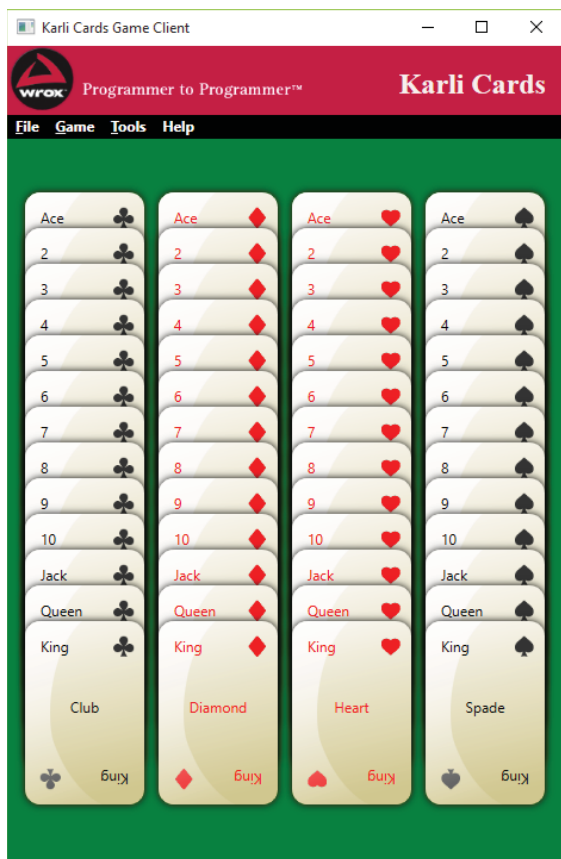 Karli Cards Game Client
wrox™ Programmer to Programmer™ Karli Cards
File Game Tools Help
Ace Ace Ace Ace
2 2 2 2
3 3 3 3
4 4 4 4
5 5 5 5
6 6 6 6
7 7 7 7
8 8 8 8
9 9 9 9
10 10 10 10
Jack Jack Jack Jack
Queen Queen Queen Queen
King King King King
Club Diamond Heart Spade
King King King King